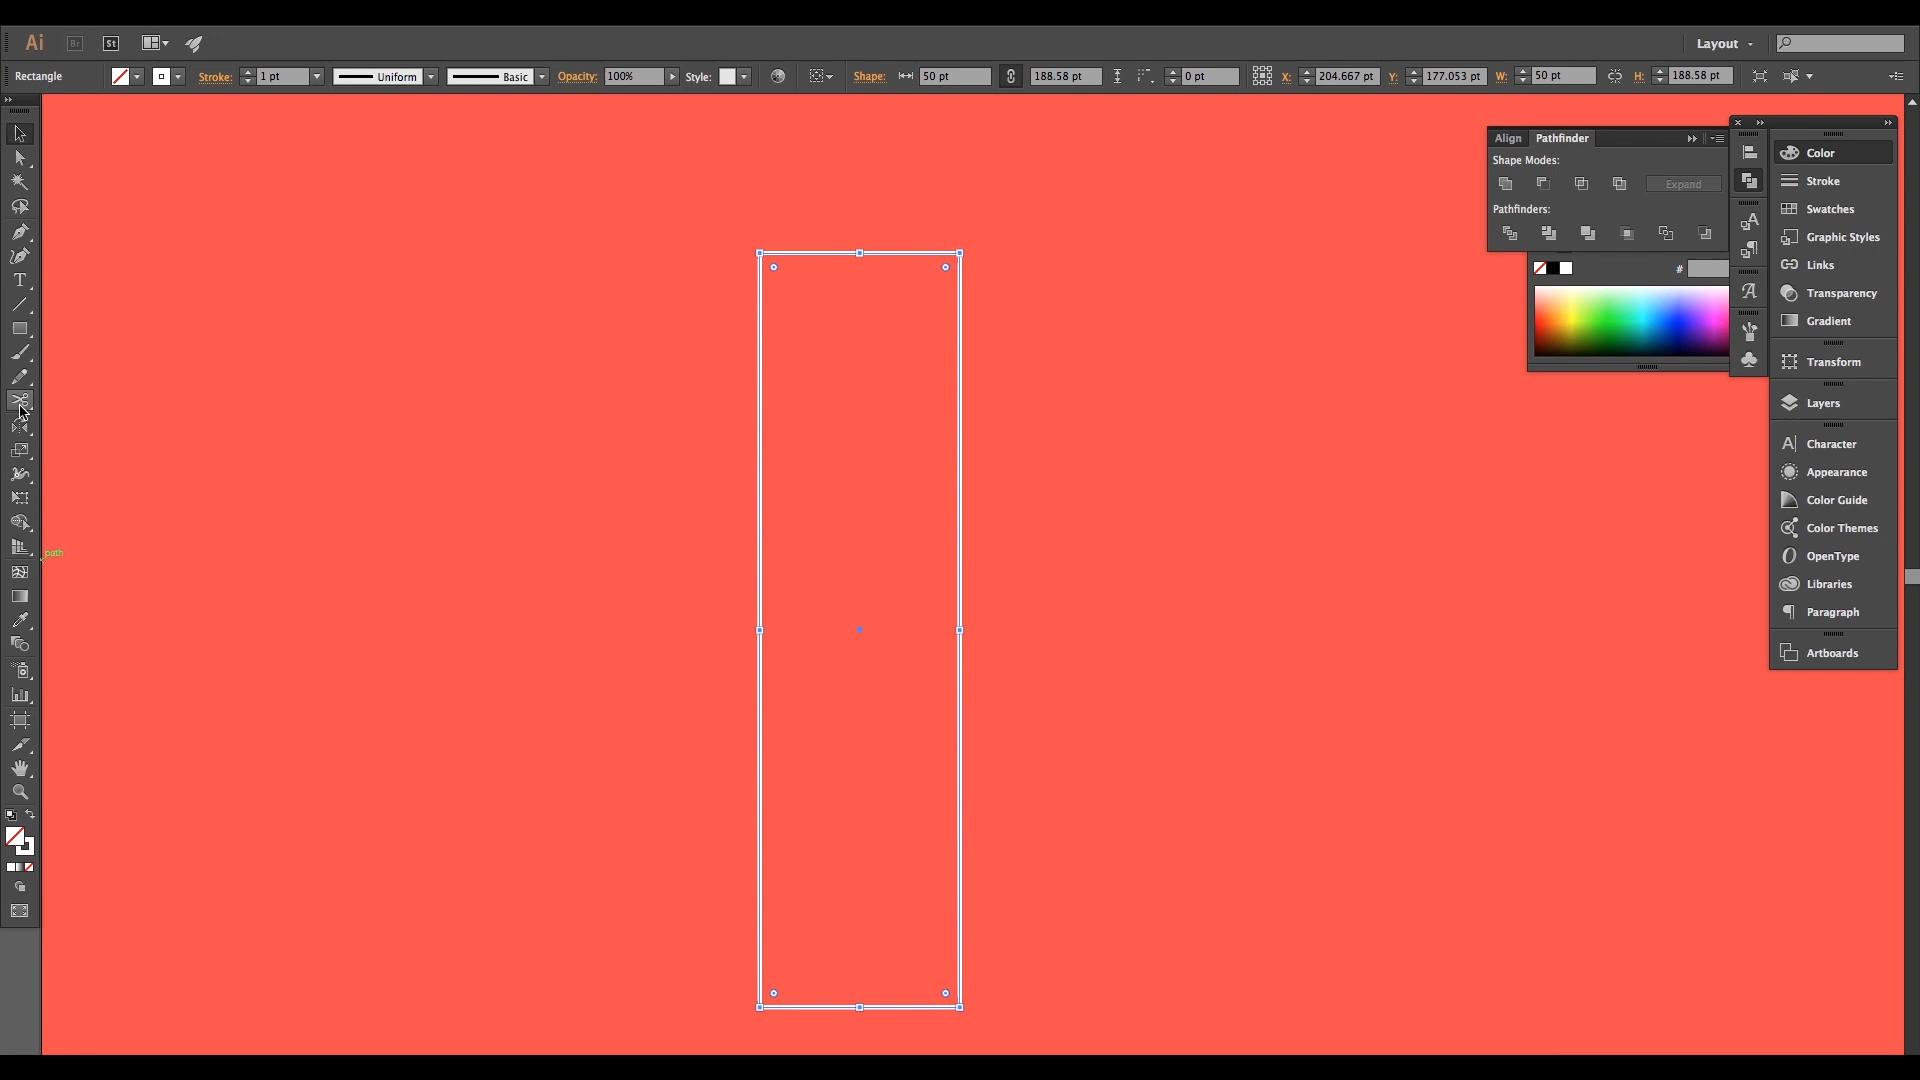 Ai Br St Layout
Rectangle Stroke: 1 pt Uniform Basic Opacity: 100% Style: Shape: 50 pt 188.58 pt 0 pt X: 204.667 pt Y: 177.053 pt W: 50 pt H: 188.58 pt
Align Pathfinder
Shape Modes:
Expand
Pathfinders:
#
Color
Stroke
Swatches
Graphic Styles
Links
Transparency
Gradient
Transform
Layers
Character
Appearance
Color Guide
Color Themes
OpenType
Libraries
Paragraph
Artboards
path